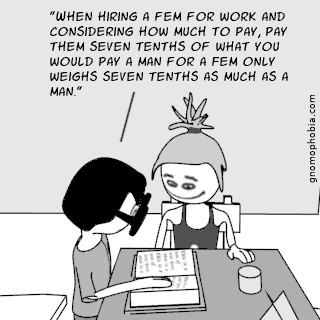 "WHEN HIRING A FEM FOR WORK AND
CONSIDERING HOW MUCH TO PAY, PAY
THEM SEVEN TENTHS OF WHAT YOU
WOULD PAY A MAN FOR A FEM ONLY
WEIGHS SEVEN TENTHS AS MUCH AS A
MAN."
gnomophobia.com